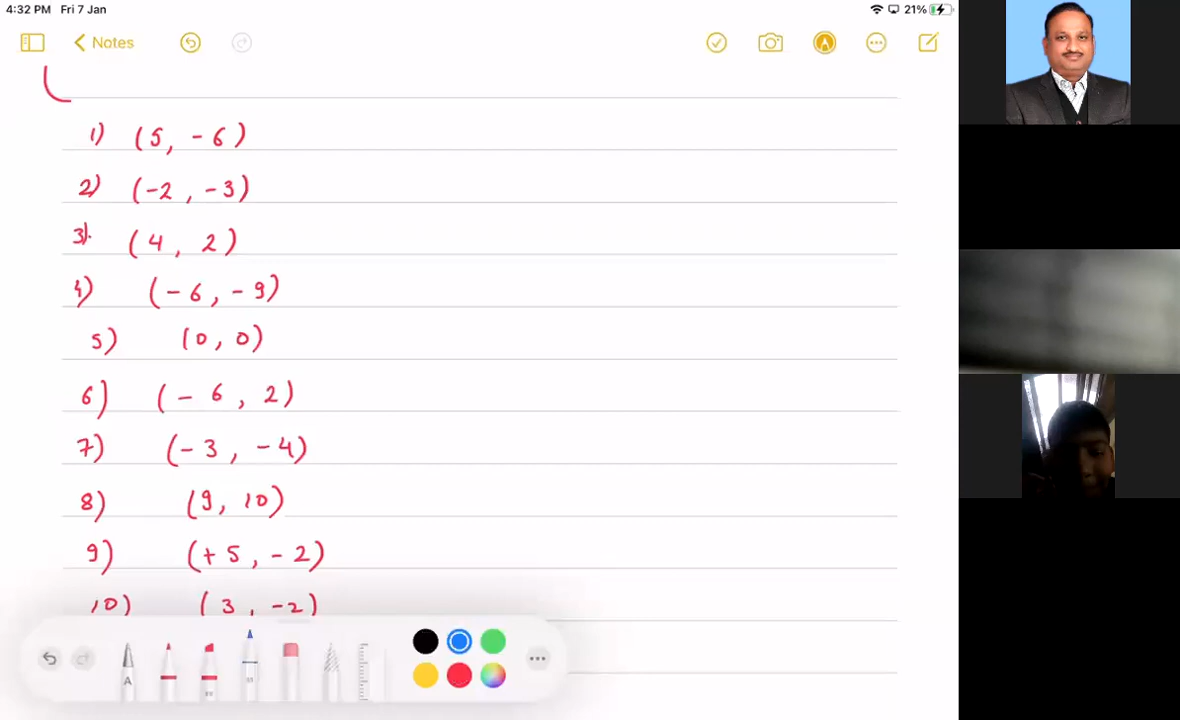 4:32 PM Fri 7 Jan 21%
Notes
1) (5, -6)
2) (-2, -3)
3) (4, 2)
4) (-6, -9)
5) (0, 0)
6) (-6, 2)
7) (-3, -4)
8) (9, 10)
9) (+5, -2)
10) (3, -2)
A